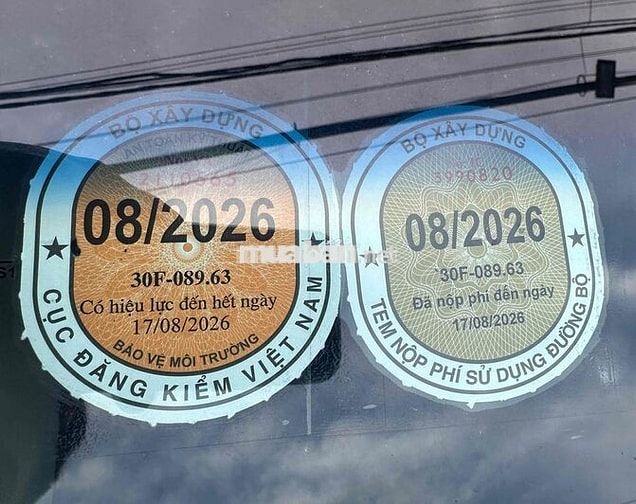 BỘ XÂY DỰNG
08/2026
30F-089.63
Có hiệu lực đến hết ngày
17/08/2026
BẢO VỆ MÔI TRƯỜNG
CỤC ĐĂNG KIỂM VIỆT NAM
BỘ XÂY DỰNG
3990820
08/2026
30F-089.63
Đã nộp phí đến ngày
17/08/2026
TEM NỘP PHÍ SỬ DỤNG ĐƯỜNG BỘ
muaban.net